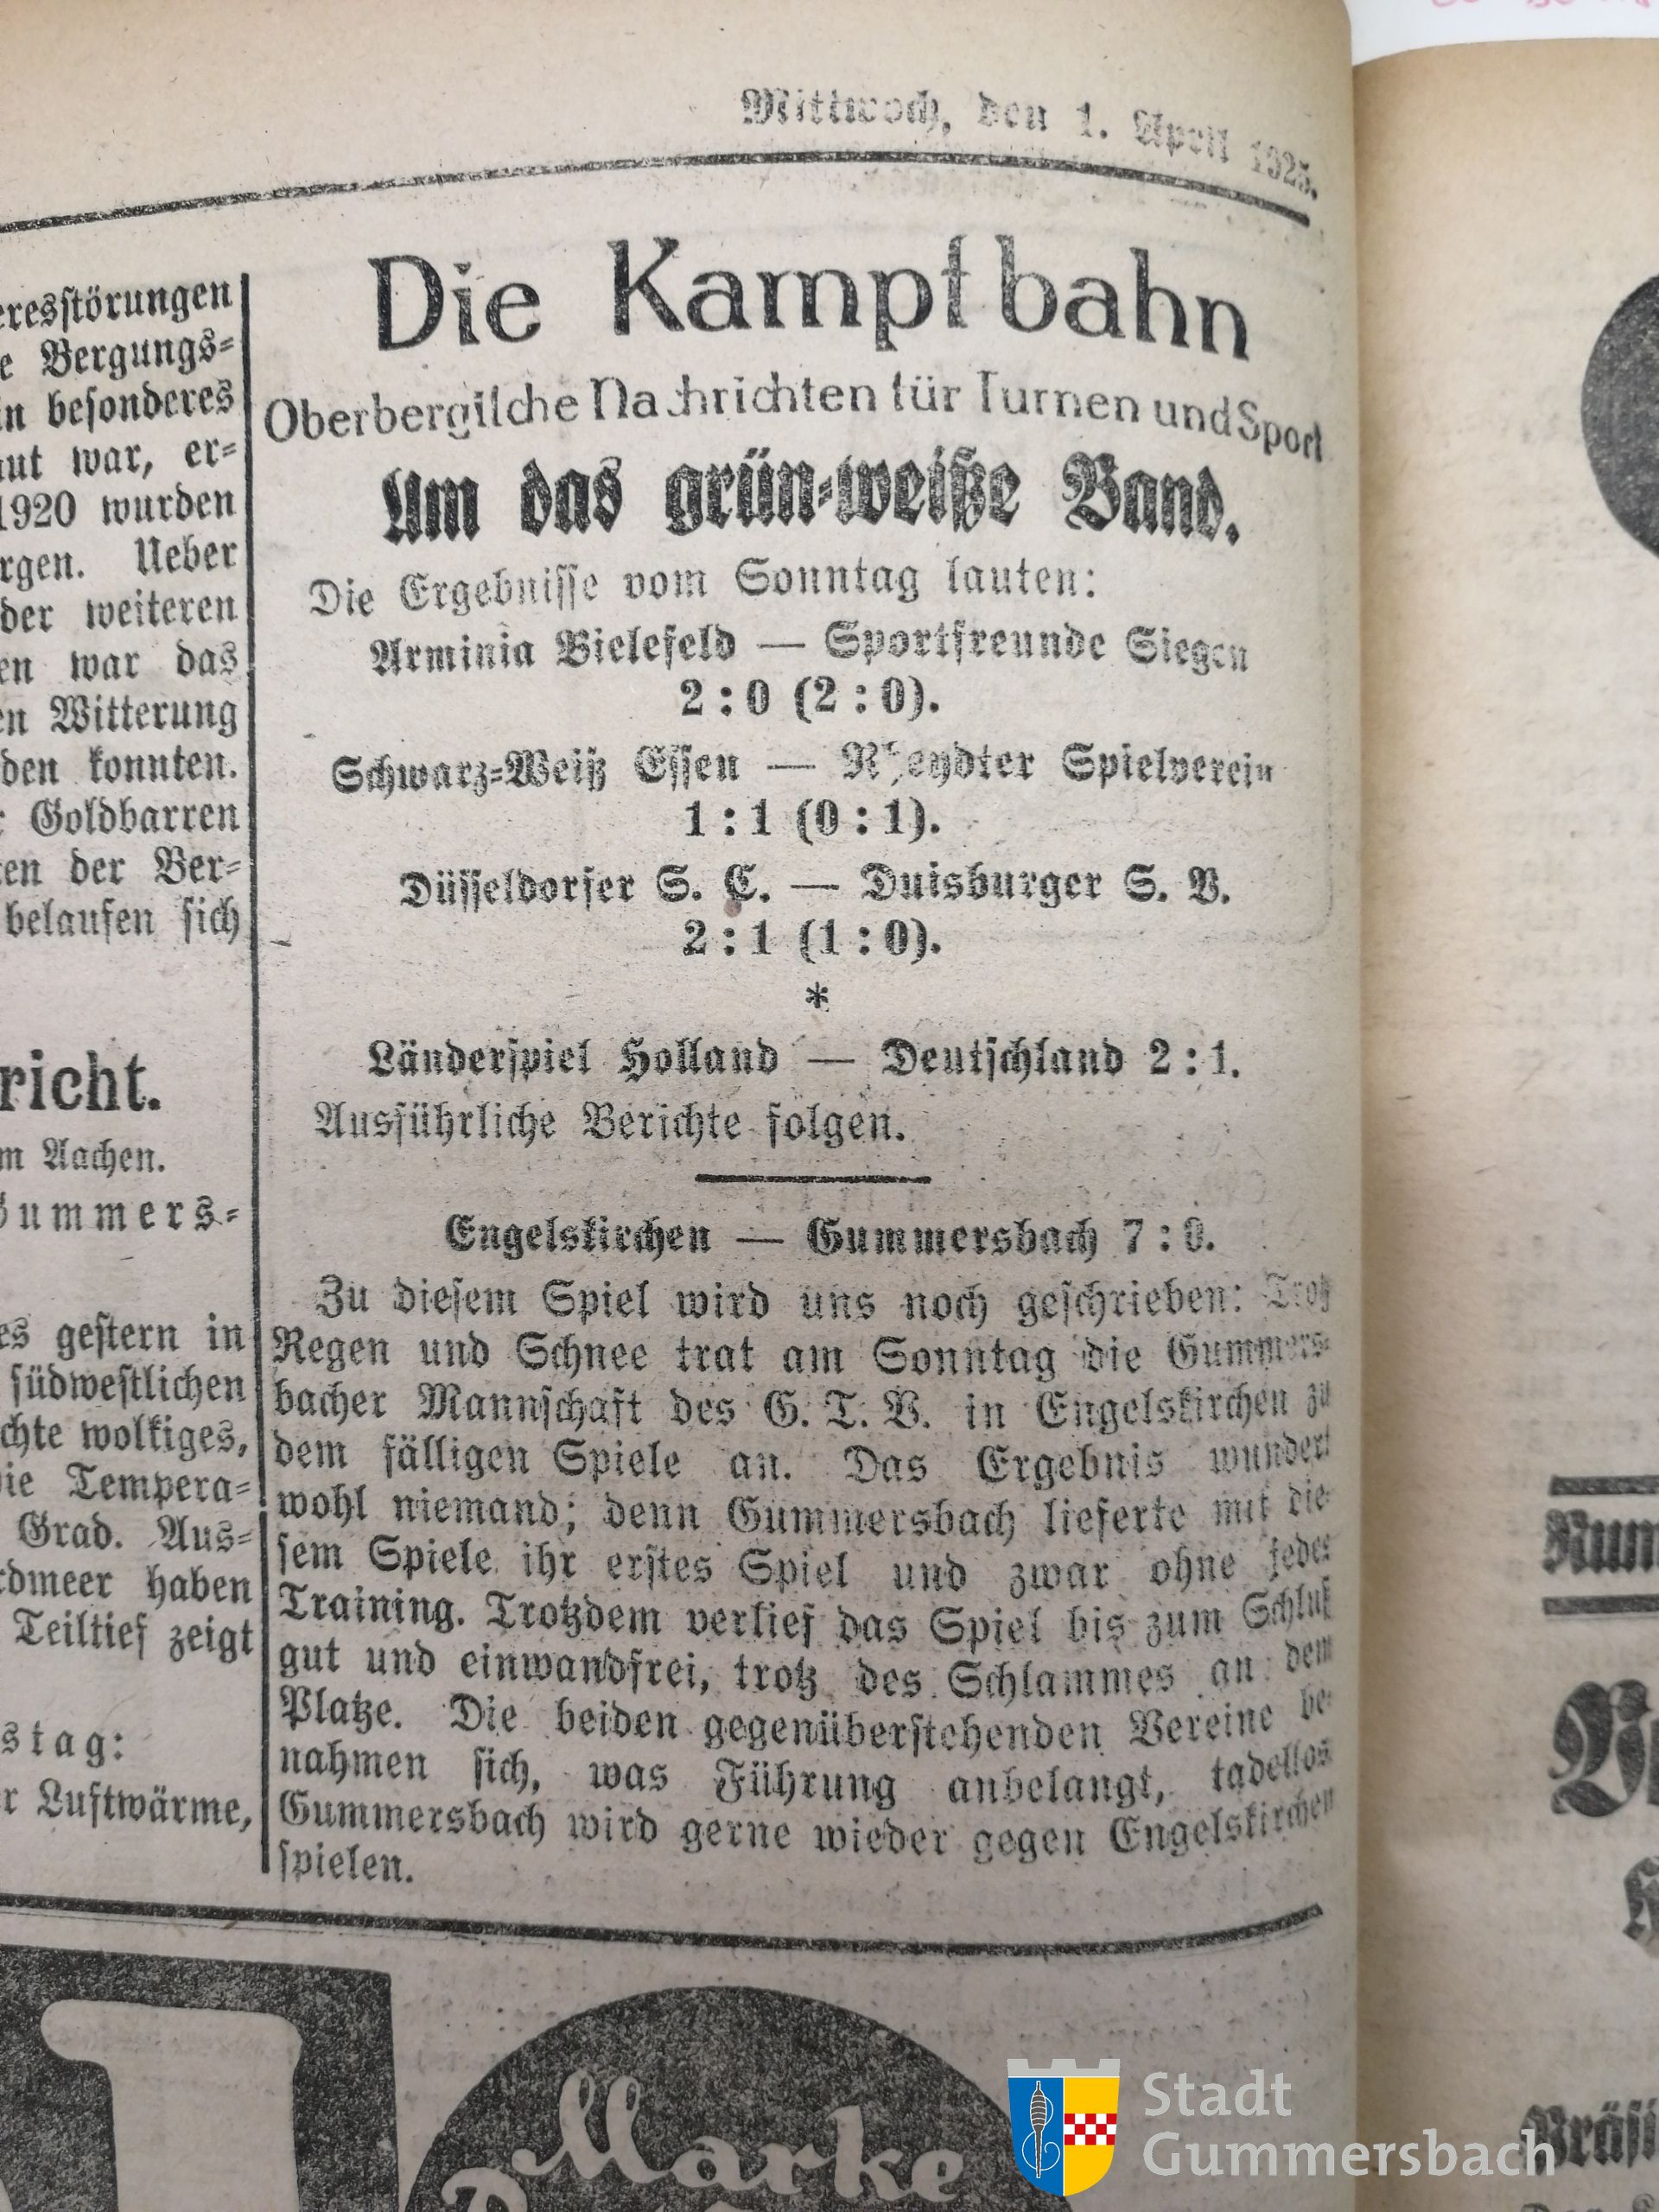 Mittwoch, den 1. April 1925.
eresstörungen
e Bergungs-
in besonderes
aut war, er-
1920 wurden
rgen. Ueber
der weiteren
en war das
en Witterung
den konnten.
r Goldbarren
ten der Ber-
belaufen sich
richt.
m Aachen.
Gummers-
es gestern in
südwestlichen
chte wolkiges,
die Tempera-
Grad. Aus-
rdmeer haben
Teiltief zeigt
stag:
r Luftwärme,
Die Kampfbahn
Oberbergische Nachrichten für Turnen und Sport
Um das grün-weiße Band.
Die Ergebnisse vom Sonntag lauten:
Arminia Bielefeld — Sportfreunde Siegen
2 : 0 (2 : 0).
Schwarz-Weiß Essen — Rheydter Spielverein
1 : 1 (0 : 1).
Düsseldorfer S. C. — Duisburger S. V.
2 : 1 (1 : 0).
*
Länderspiel Holland — Deutschland 2 : 1.
Ausführliche Berichte folgen.
Engelskirchen — Gummersbach 7 : 0.
Zu diesem Spiel wird uns noch geschrieben: Trotz
Regen und Schnee trat am Sonntag die Gummers-
bacher Mannschaft des G. T. V. in Engelskirchen zu
dem fälligen Spiele an. Das Ergebnis wundert
wohl niemand; denn Gummersbach lieferte mit die-
sem Spiele ihr erstes Spiel und zwar ohne jedes
Training. Trotzdem verlief das Spiel bis zum Schluß
gut und einwandfrei, trotz des Schlammes an dem
Platze. Die beiden gegenüberstehenden Vereine be-
nahmen sich, was Führung anbelangt, tadellos
Gummersbach wird gerne wieder gegen Engelskirchen
spielen.
Marke
Num
Präsi
Stadt
Gummersbach